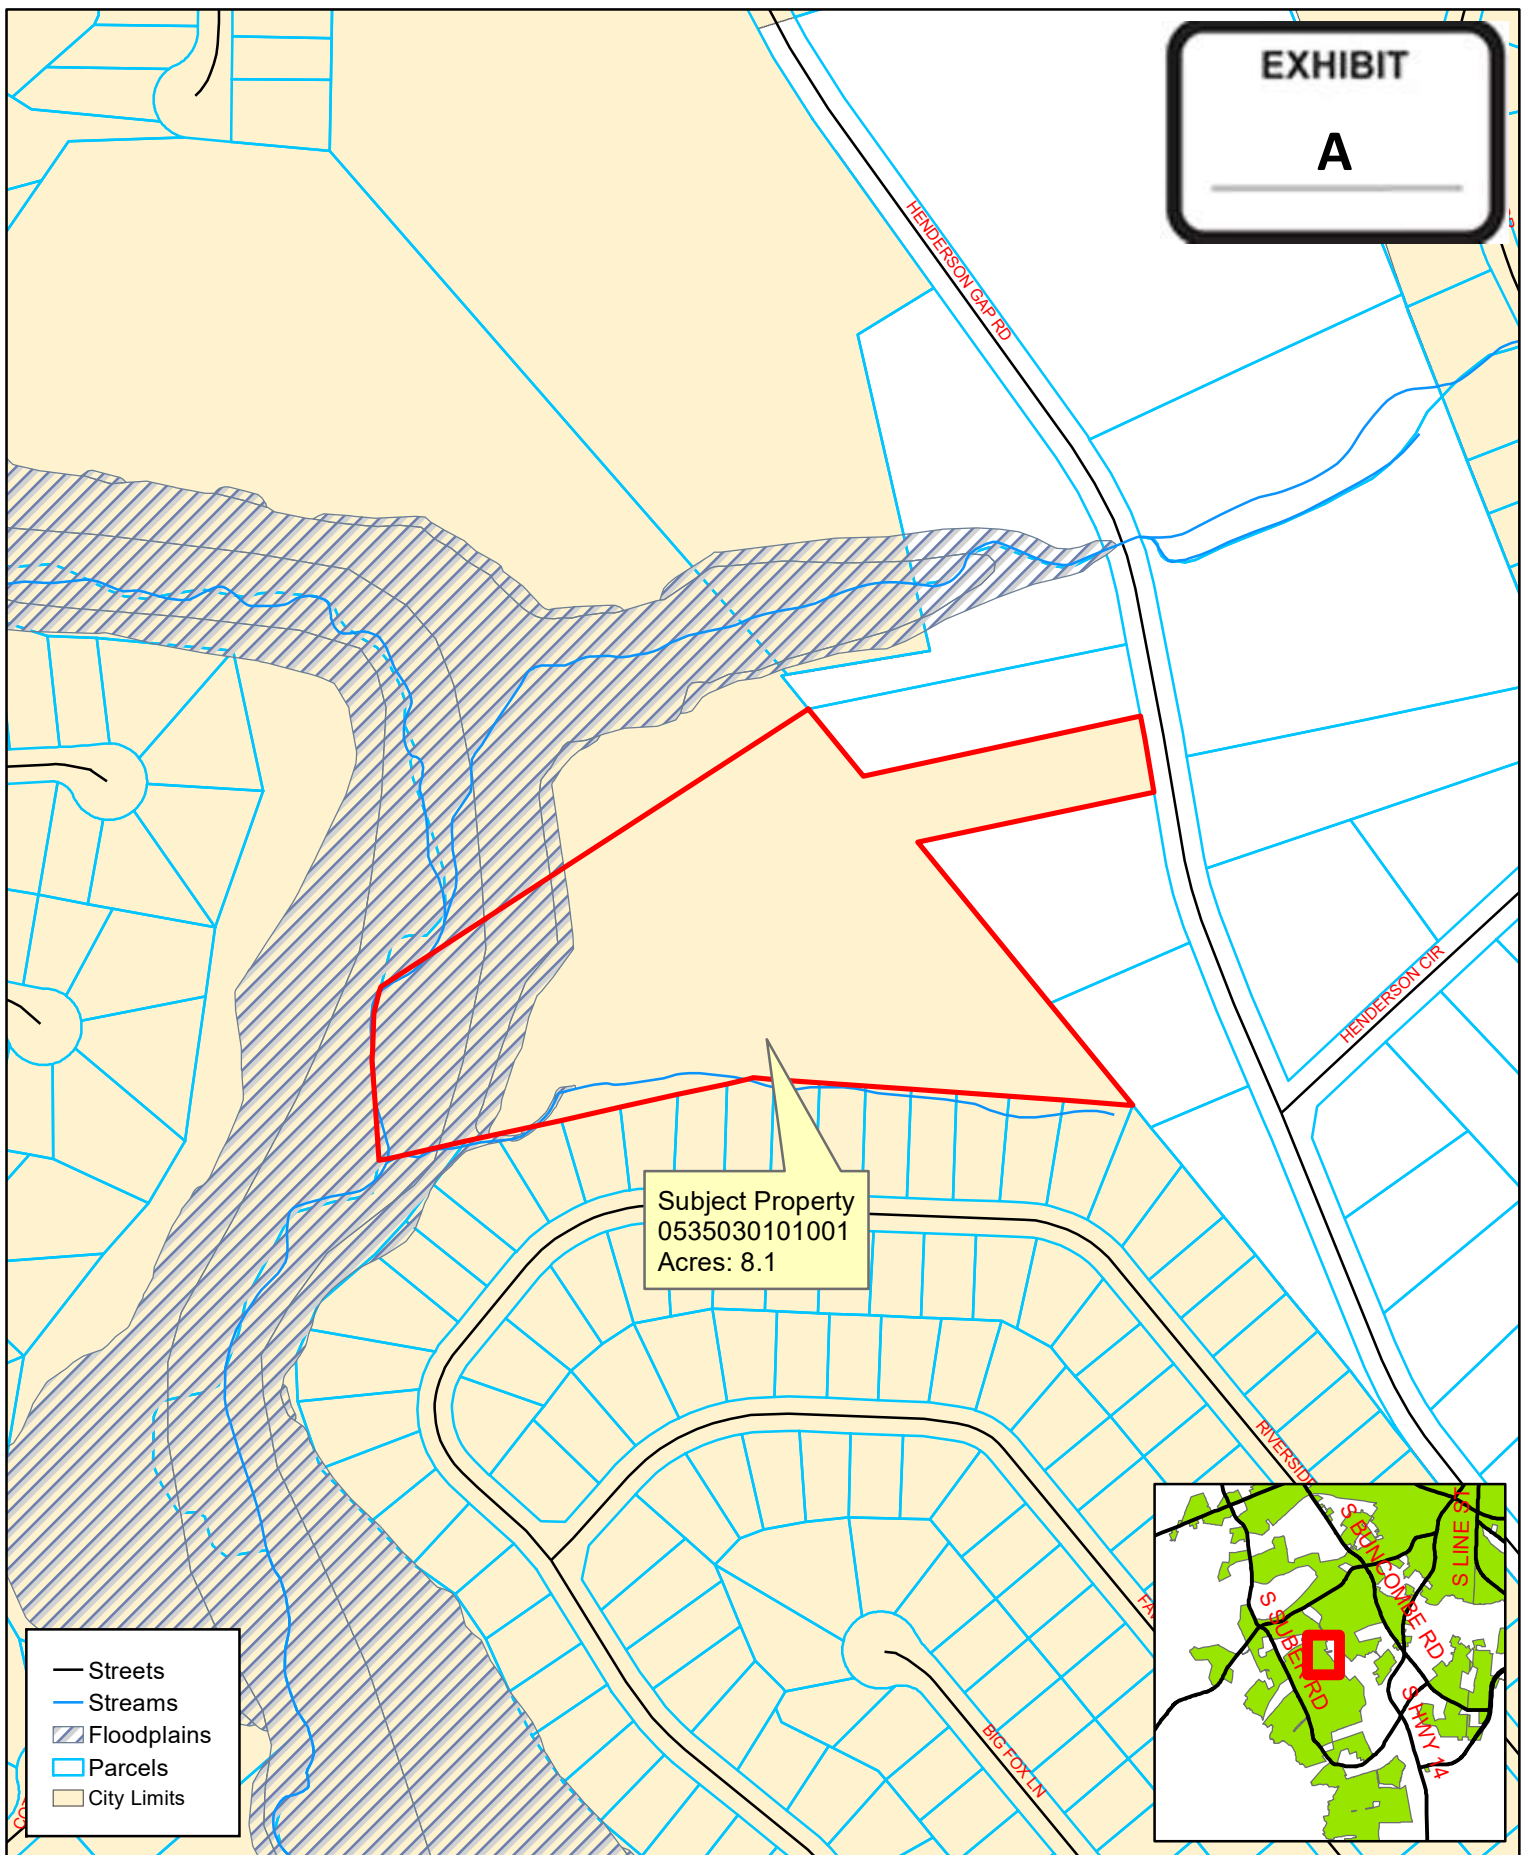 EXHIBIT
A
HENDERSON GAP RD
HENDERSON CIR
Subject Property
0535030101001
Acres: 8.1
RIVERSIDE
BIG FOX LN
Streets
Streams
Floodplains
Parcels
City Limits
S LINE ST
S BUNCOMBE RD
S SUBER RD
S HWY 14